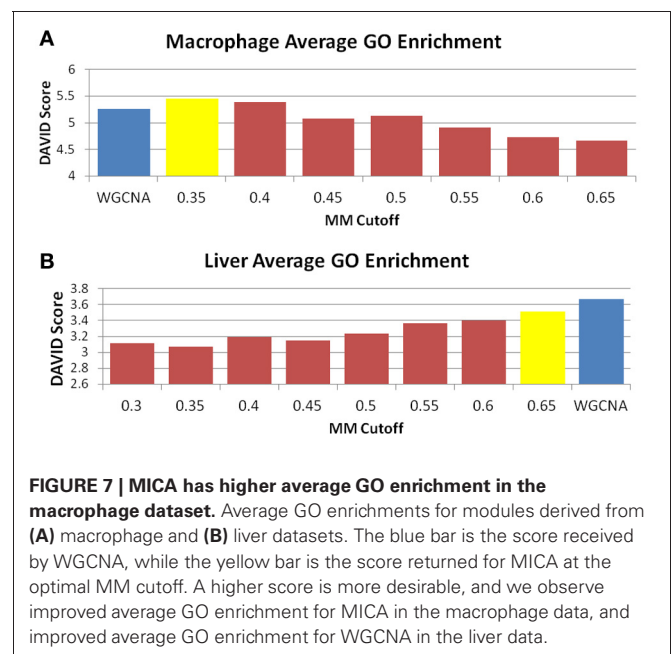 A
Macrophage Average GO Enrichment
DAVID Score
6
5.5
5
4.5
4
WGCNA 0.35 0.4 0.45 0.5 0.55 0.6 0.65
MM Cutoff
B
Liver Average GO Enrichment
DAVID Score
3.8
3.6
3.4
3.2
3
2.8
2.6
0.3 0.35 0.4 0.45 0.5 0.55 0.6 0.65 WGCNA
MM Cutoff
FIGURE 7 | MICA has higher average GO enrichment in the
macrophage dataset. Average GO enrichments for modules derived from
(A) macrophage and (B) liver datasets. The blue bar is the score received
by WGCNA, while the yellow bar is the score returned for MICA at the
optimal MM cutoff. A higher score is more desirable, and we observe
improved average GO enrichment for MICA in the macrophage data, and
improved average GO enrichment for WGCNA in the liver data.